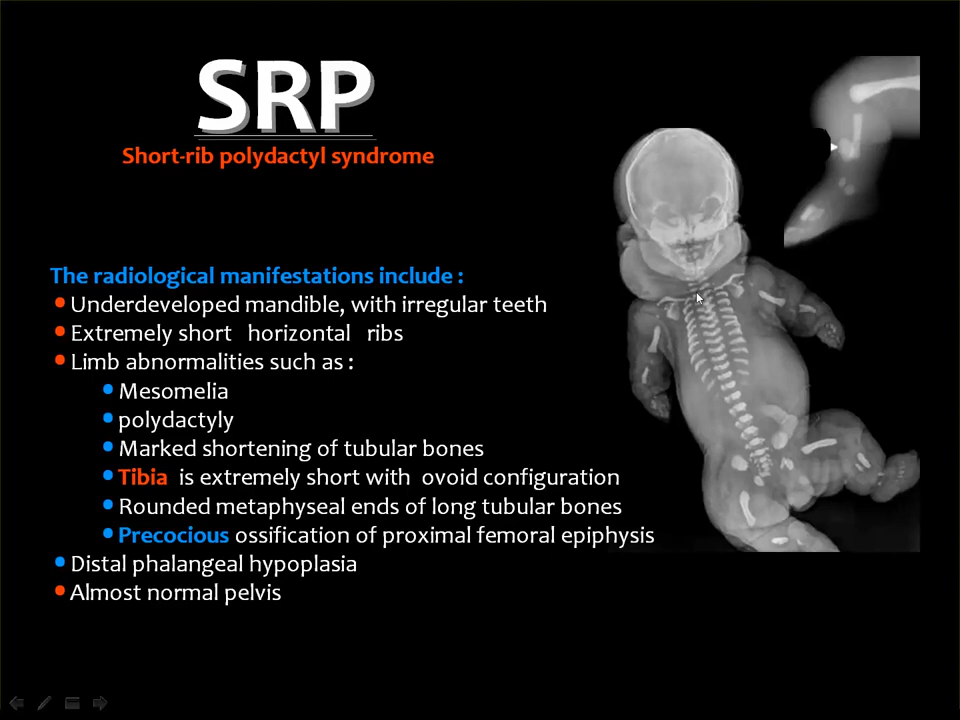 SRP
Short-rib polydactyl syndrome
The radiological manifestations include :
• Underdeveloped mandible, with irregular teeth
• Extremely short horizontal ribs
• Limb abnormalities such as :
• Mesomelia
• polydactyly
• Marked shortening of tubular bones
• Tibia is extremely short with ovoid configuration
• Rounded metaphyseal ends of long tubular bones
• Precocious ossification of proximal femoral epiphysis
• Distal phalangeal hypoplasia
• Almost normal pelvis